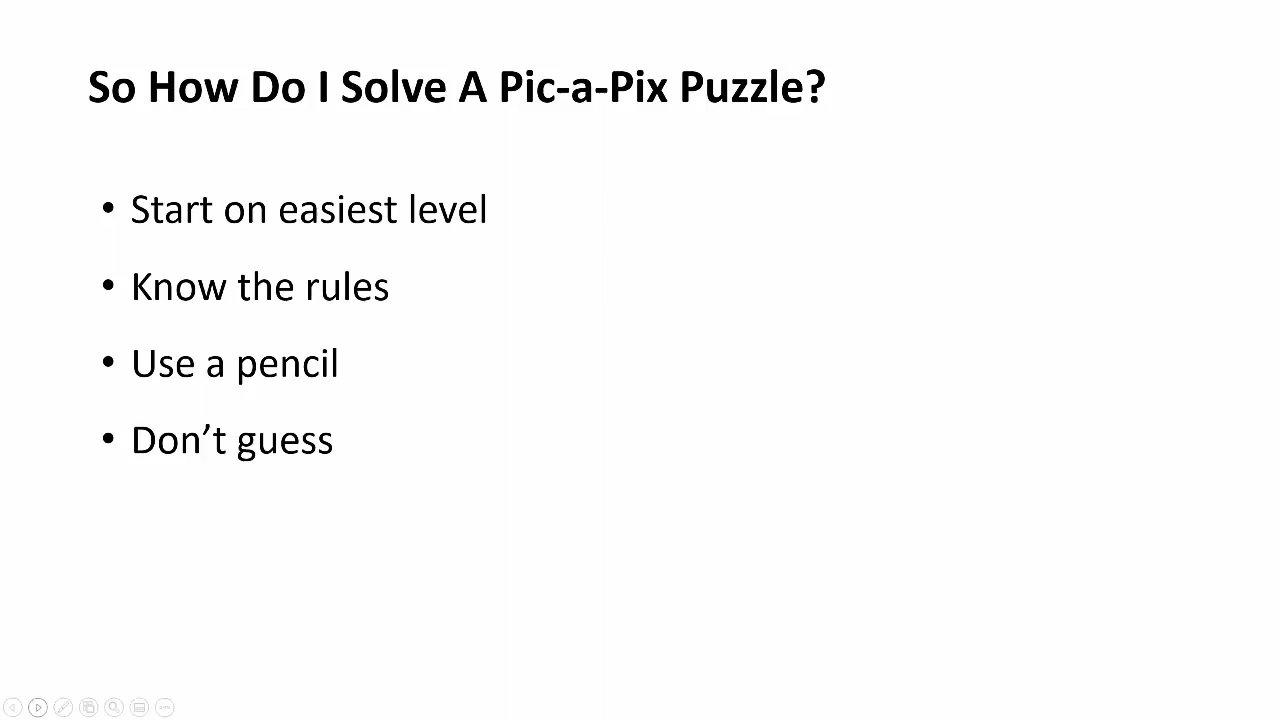 So How Do I Solve A Pic-a-Pix Puzzle?
• Start on easiest level
• Know the rules
• Use a pencil
• Don’t guess